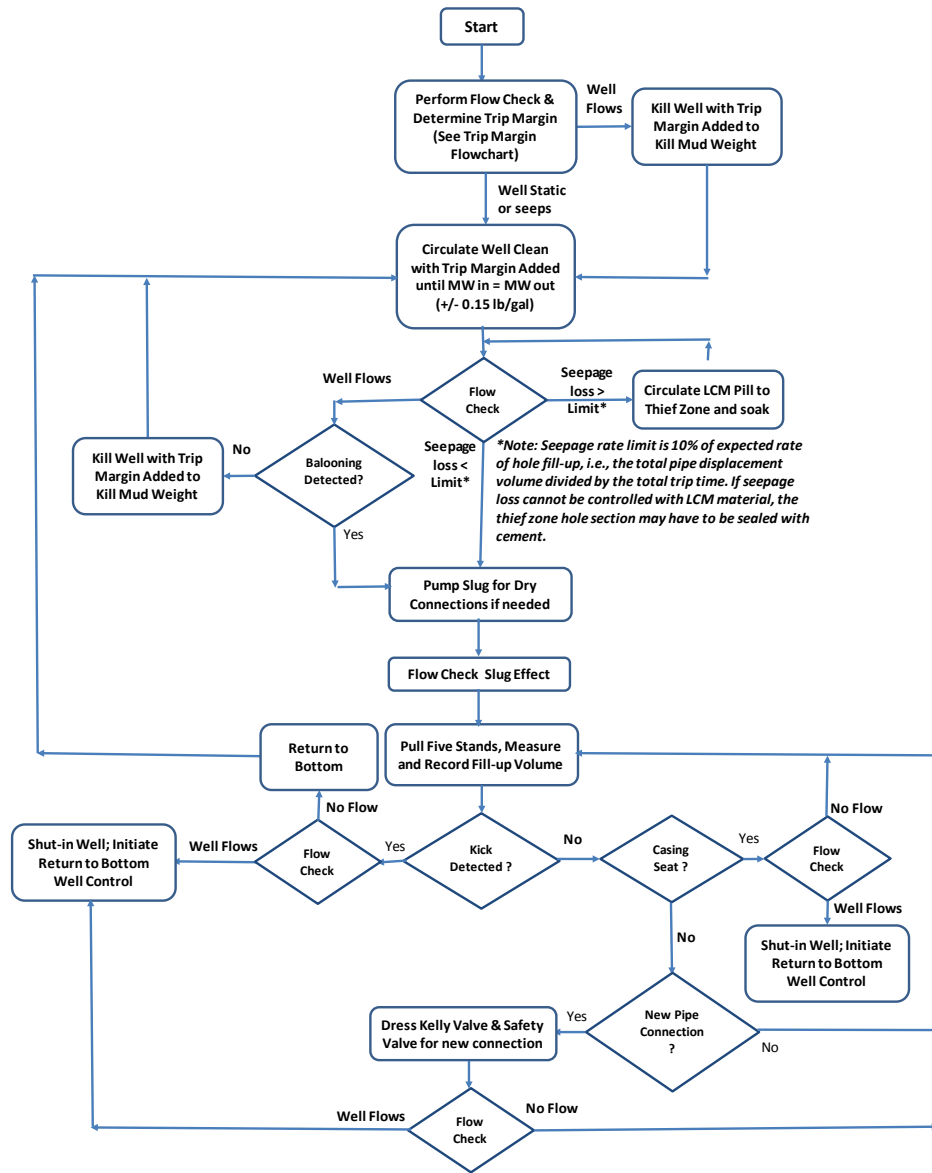 Start
Perform Flow Check &
Determine Trip Margin
(See Trip Margin
Flowchart)
Well
Flows
Kill Well with Trip
Margin Added to
Kill Mud Weight
Well Static
or seeps
Circulate Well Clean
with Trip Margin Added
until MW in = MW out
(+/- 0.15 lb/gal)
Well Flows
Flow
Check
Seepage
loss >
Limit*
Circulate LCM Pill to
Thief Zone and soak
Kill Well with Trip
Margin Added to
Kill Mud Weight
No
Balooning
Detected?
Yes
Seepage
loss <
Limit*
*Note: Seepage rate limit is 10% of expected rate
of hole fill-up, i.e., the total pipe displacement
volume divided by the total trip time. If seepage
loss cannot be controlled with LCM material, the
thief zone hole section may have to be sealed with
cement.
Pump Slug for Dry
Connections if needed
Flow Check Slug Effect
Return to
Bottom
Pull Five Stands, Measure
and Record Fill-up Volume
No Flow
No Flow
Shut-in Well; Initiate
Return to Bottom
Well Control
Well Flows
Flow
Check
Yes
Kick
Detected ?
No
Casing
Seat ?
Yes
Flow
Check
Well Flows
No
Shut-in Well; Initiate
Return to Bottom
Well Control
Dress Kelly Valve & Safety
Valve for new connection
Yes
New Pipe
Connection
?
No
Well Flows
Flow
Check
No Flow